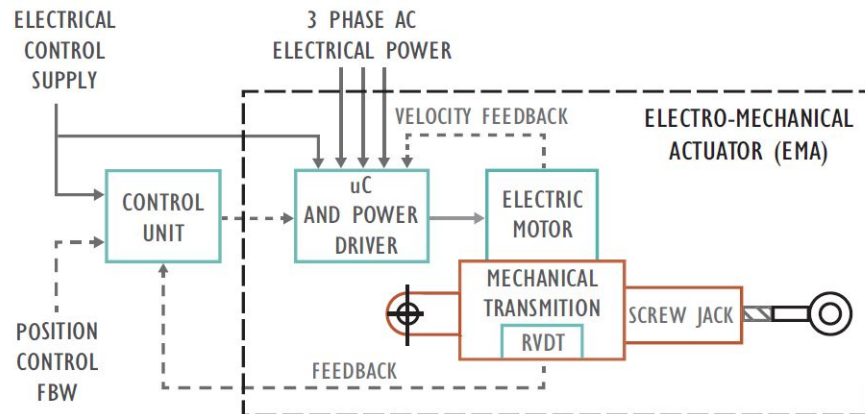 ELECTRICAL
CONTROL
SUPPLY
3 PHASE AC
ELECTRICAL POWER
VELOCITY FEEDBACK
ELECTRO-MECHANICAL
ACTUATOR (EMA)
CONTROL
UNIT
uC
AND POWER
DRIVER
ELECTRIC
MOTOR
MECHANICAL
TRANSMITION
SCREW JACK
RVDT
POSITION
CONTROL
FBW
FEEDBACK